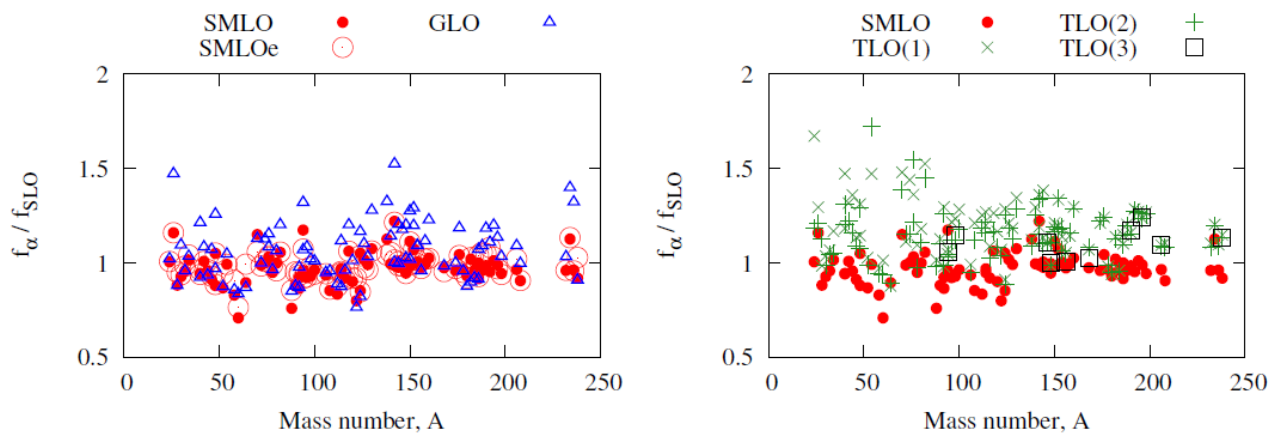 SMLO GLO
SMLOe
2
1.5
1
0.5
f_α / f_SLO
0 50 100 150 200 250
Mass number, A
SMLO TLO(2)
TLO(1) TLO(3)
2
1.5
1
0.5
f_α / f_SLO
0 50 100 150 200 250
Mass number, A